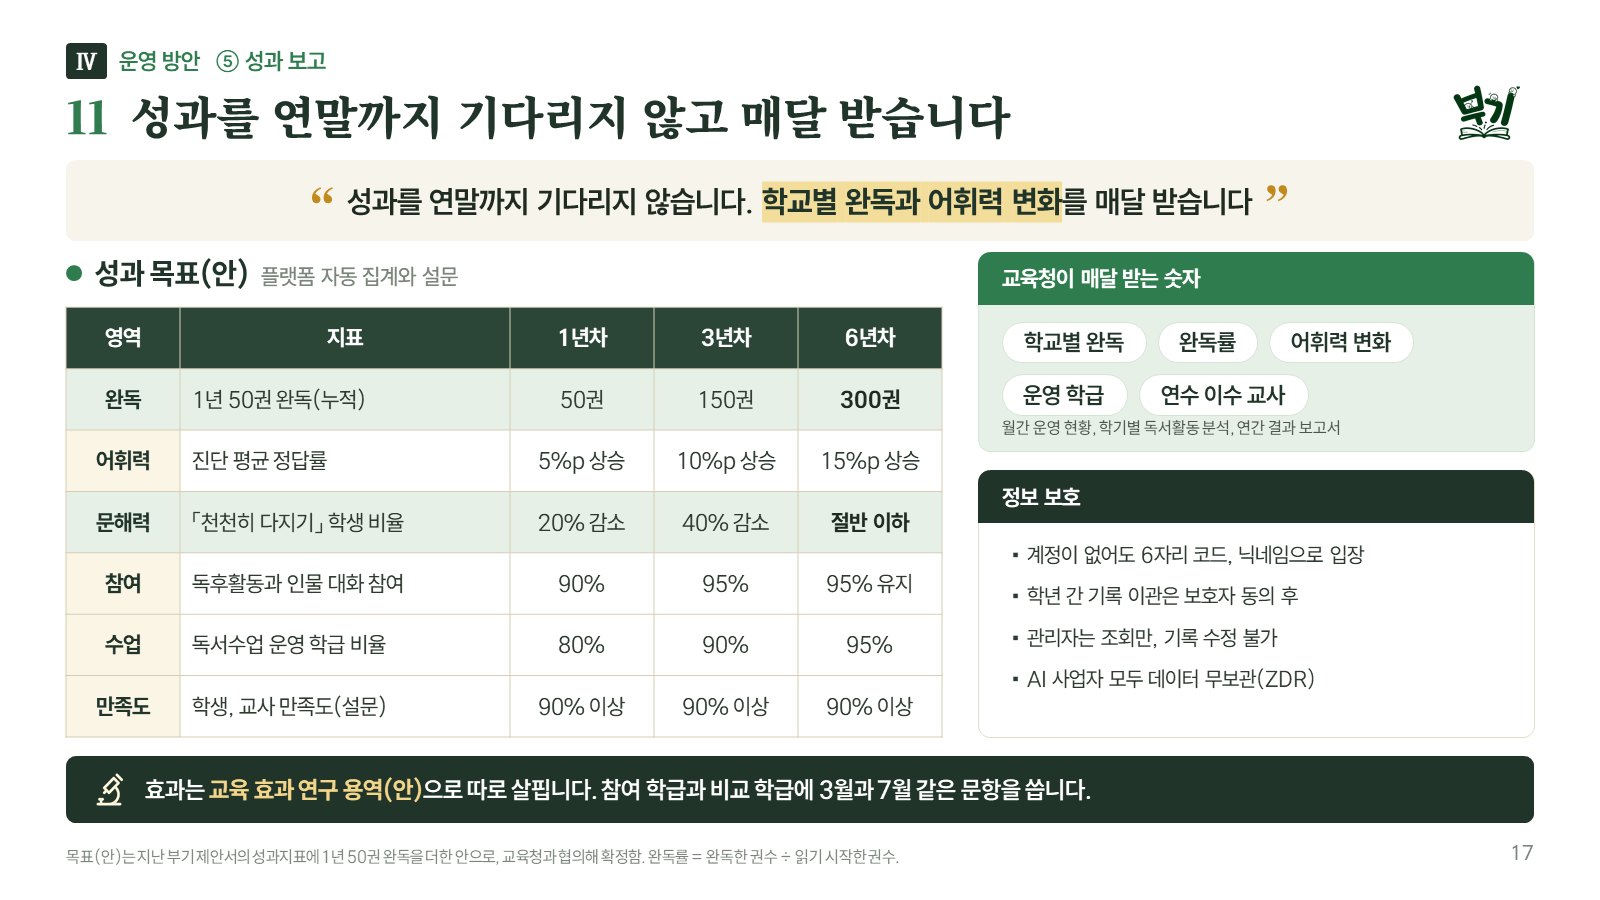 Ⅳ 운영 방안 ⑤ 성과 보고
11 성과를 연말까지 기다리지 않고 매달 받습니다
부기
“ 성과를 연말까지 기다리지 않습니다. 학교별 완독과 어휘력 변화를 매달 받습니다 ”
성과 목표(안) 플랫폼 자동 집계와 설문
영역 지표 1년차 3년차 6년차
완독 1년 50권 완독(누적) 50권 150권 300권
어휘력 진단 평균 정답률 5%p 상승 10%p 상승 15%p 상승
문해력 「천천히 다지기」 학생 비율 20% 감소 40% 감소 절반 이하
참여 독후활동과 인물 대화 참여 90% 95% 95% 유지
수업 독서수업 운영 학급 비율 80% 90% 95%
만족도 학생, 교사 만족도(설문) 90% 이상 90% 이상 90% 이상
교육청이 매달 받는 숫자
학교별 완독 완독률 어휘력 변화
운영 학급 연수 이수 교사
월간 운영 현황, 학기별 독서활동 분석, 연간 결과 보고서
정보 보호
▪ 계정이 없어도 6자리 코드, 닉네임으로 입장
▪ 학년 간 기록 이관은 보호자 동의 후
▪ 관리자는 조회만, 기록 수정 불가
▪ AI 사업자 모두 데이터 무보관(ZDR)
효과는 교육 효과 연구 용역(안)으로 따로 살핍니다. 참여 학급과 비교 학급에 3월과 7월 같은 문항을 씁니다.
목표(안)는 지난 부기 제안서의 성과지표에 1년 50권 완독을 더한 안으로, 교육청과 협의해 확정함. 완독률 = 완독한 권수 ÷ 읽기 시작한 권수.
17